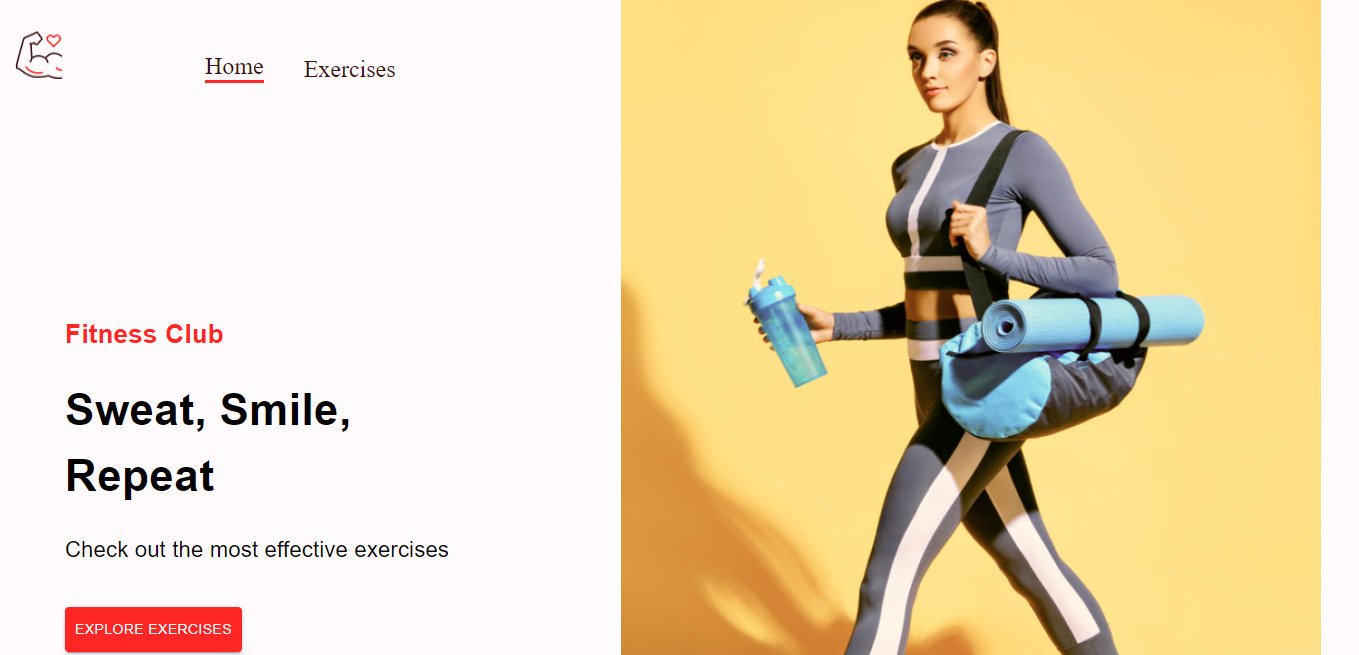 Home Exercises
Fitness Club
Sweat, Smile,
Repeat
Check out the most effective exercises
EXPLORE EXERCISES